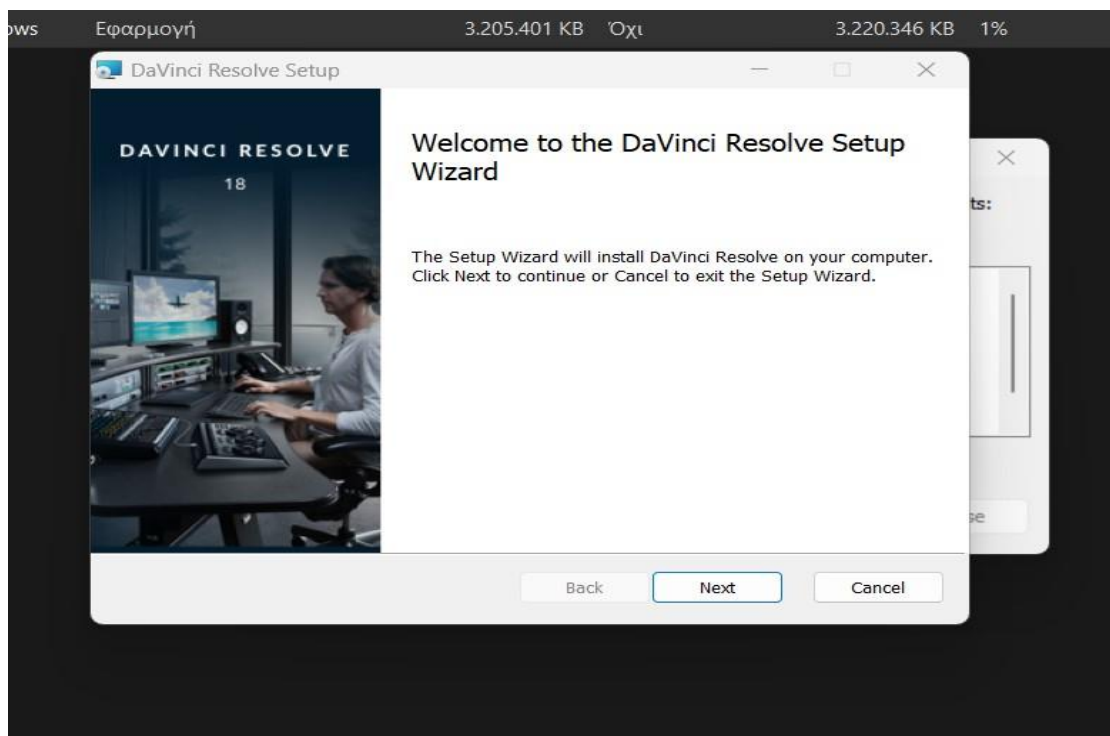 ows Εφαρμογή 3.205.401 KB Όχι 3.220.346 KB 1%
DaVinci Resolve Setup
DAVINCI RESOLVE
18
Welcome to the DaVinci Resolve Setup
Wizard
ts:
The Setup Wizard will install DaVinci Resolve on your computer.
Click Next to continue or Cancel to exit the Setup Wizard.
se
Back Next Cancel